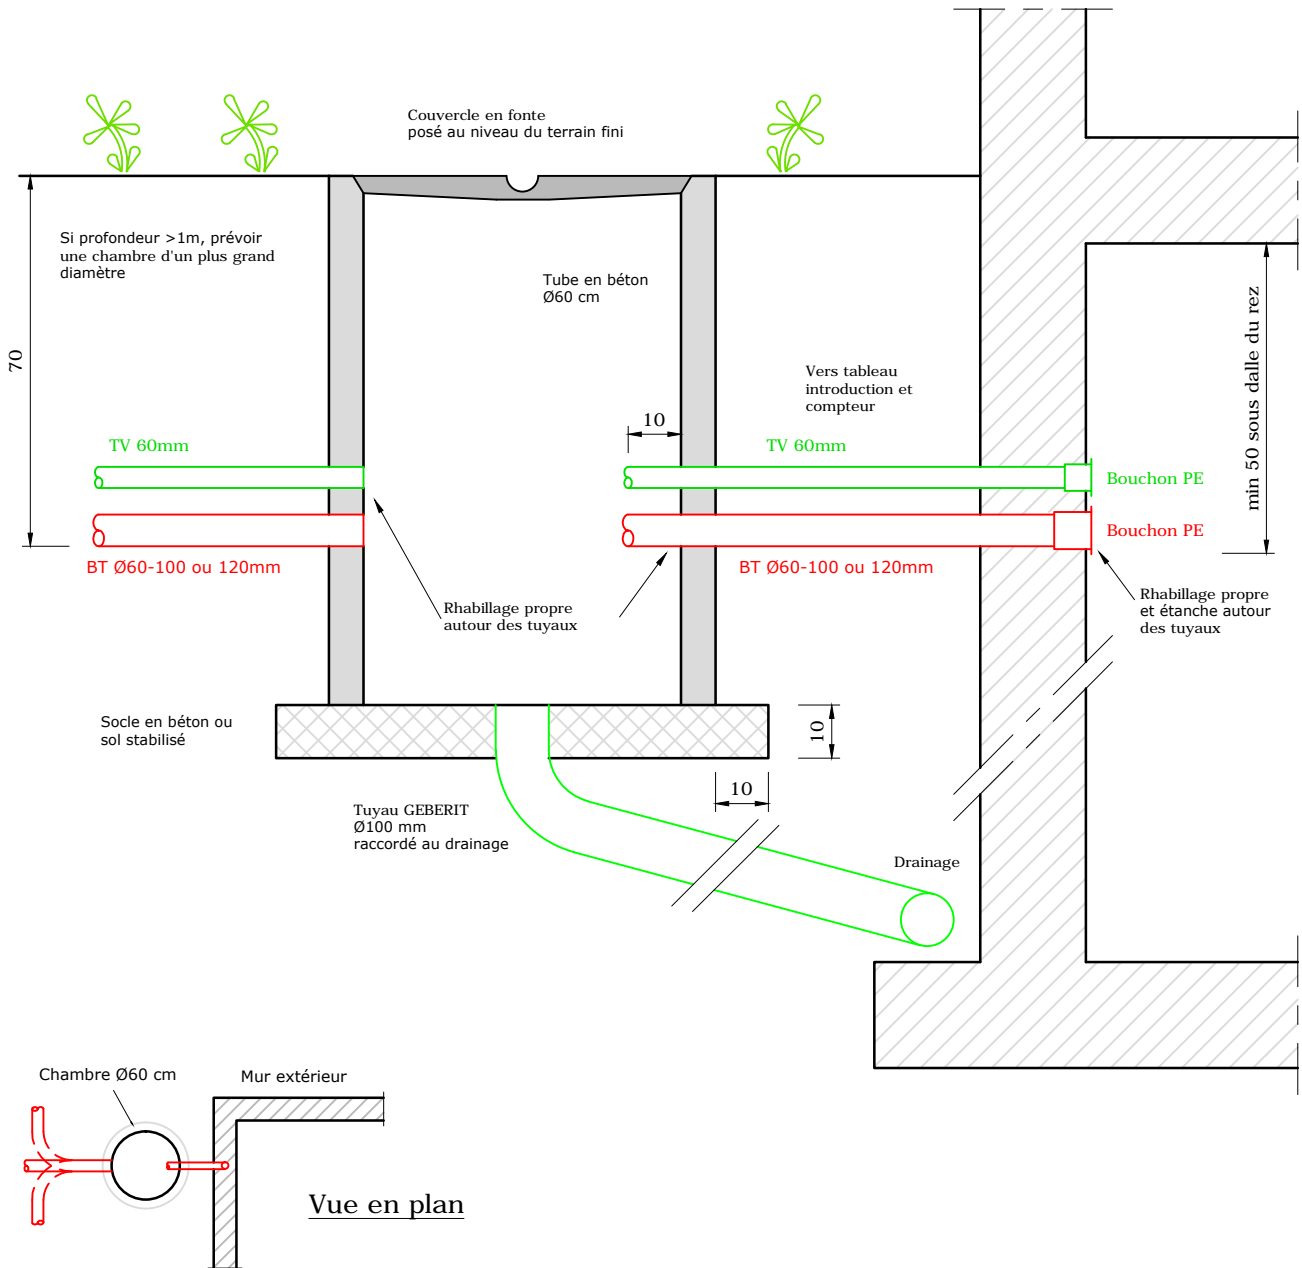 Couvercle en fonte
posé au niveau du terrain fini
Si profondeur >1m, prévoir
une chambre d'un plus grand
diamètre
Tube en béton
Ø60 cm
70
min 50 sous dalle du rez
Vers tableau
introduction et
compteur
10
TV 60mm
TV 60mm
Bouchon PE
Bouchon PE
BT Ø60-100 ou 120mm
BT Ø60-100 ou 120mm
Rhabillage propre
autour des tuyaux
Rhabillage propre
et étanche autour
des tuyaux
Socle en béton ou
sol stabilisé
10
10
Tuyau GEBERIT
Ø100 mm
raccordé au drainage
Drainage
Chambre Ø60 cm
Mur extérieur
Vue en plan